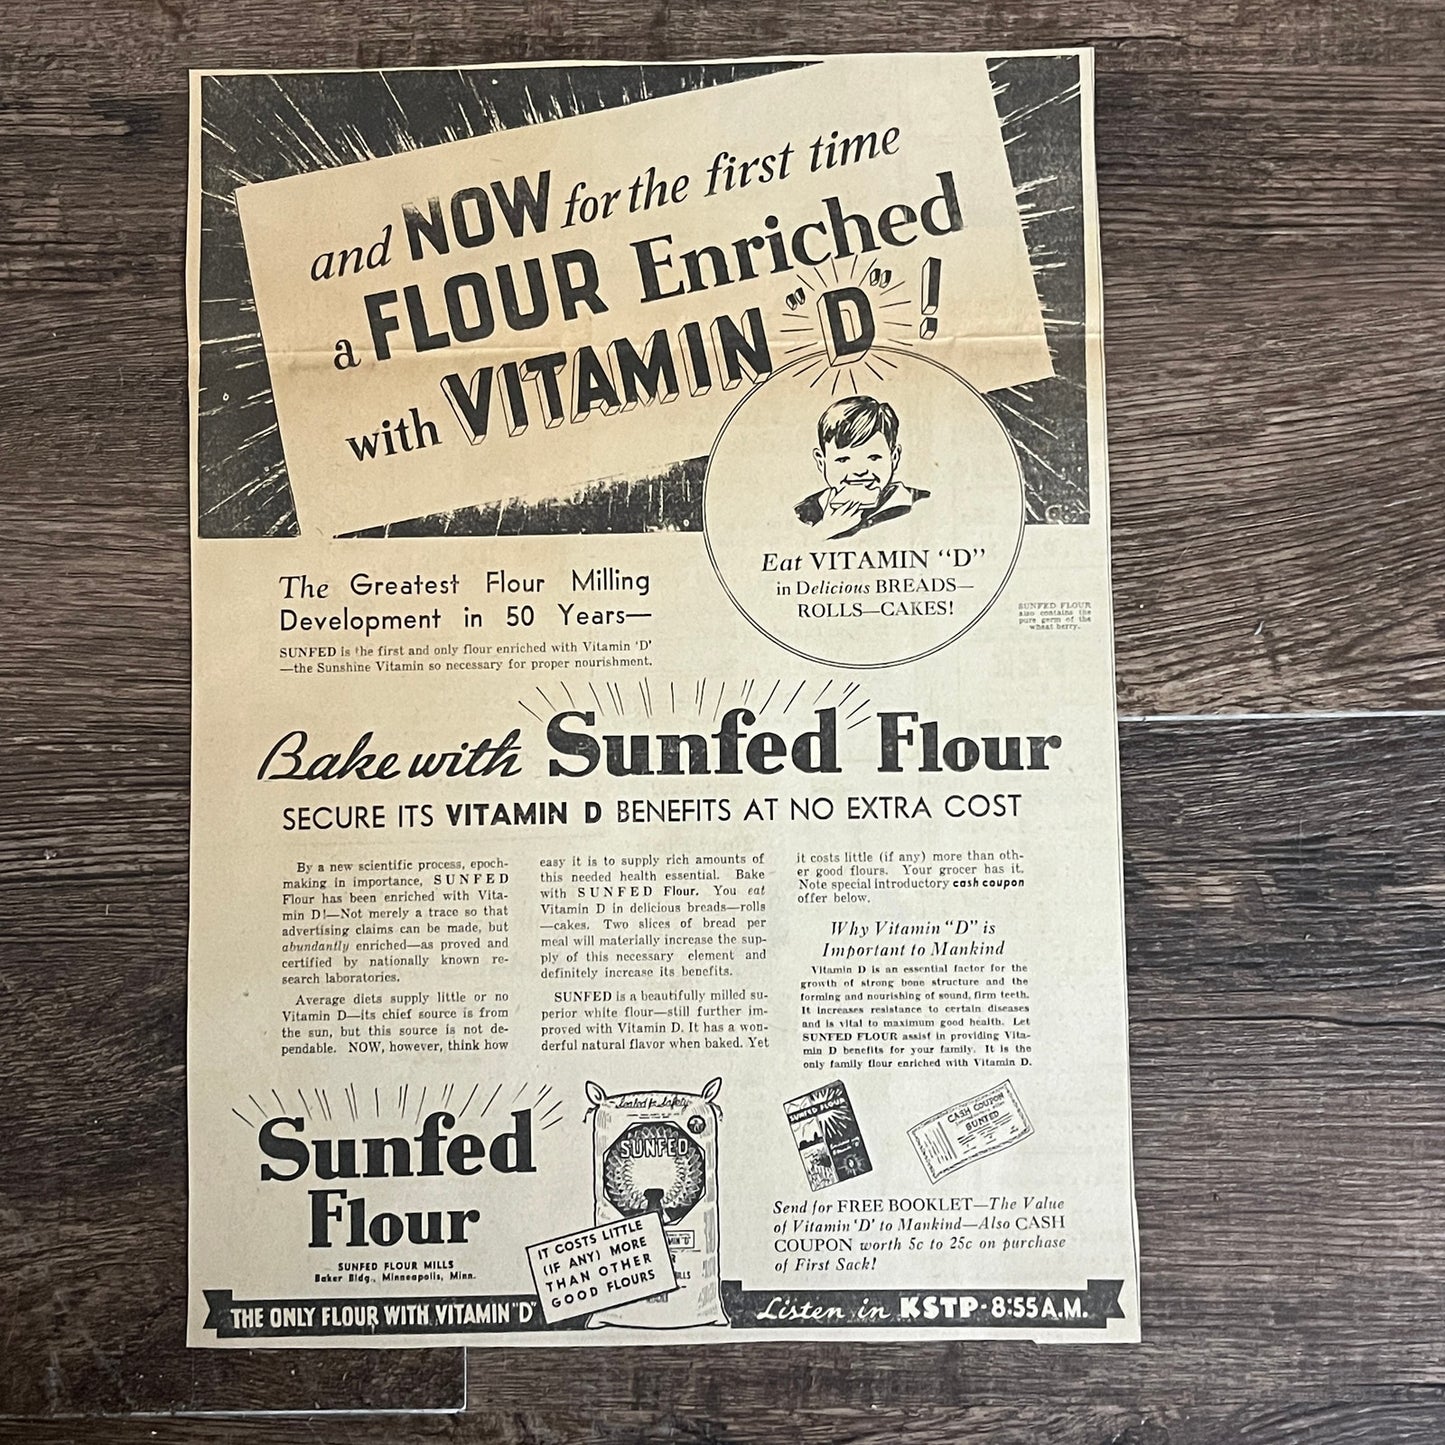 and NOW for the first time
a FLOUR Enriched
with VITAMIN "D"!
Eat VITAMIN "D"
in Delicious BREADS—
ROLLS—CAKES!
SUNFED FLOUR
also contains the
pure germ of the
wheat berry.
The Greatest Flour Milling
Development in 50 Years—
SUNFED is the first and only flour enriched with Vitamin 'D'
—the Sunshine Vitamin so necessary for proper nourishment.
Bake with Sunfed Flour
SECURE ITS VITAMIN D BENEFITS AT NO EXTRA COST
By a new scientific process, epoch-
making in importance, SUNFED
Flour has been enriched with Vita-
min D!—Not merely a trace so that
advertising claims can be made, but
abundantly enriched—as proved and
certified by nationally known re-
search laboratories.
Average diets supply little or no
Vitamin D—its chief source is from
the sun, but this source is not de-
pendable. NOW, however, think how
easy it is to supply rich amounts of
this needed health essential. Bake
with SUNFED Flour. You eat
Vitamin D in delicious breads—rolls
—cakes. Two slices of bread per
meal will materially increase the sup-
ply of this necessary element and
definitely increase its benefits.
SUNFED is a beautifully milled su-
perior white flour—still further im-
proved with Vitamin D. It has a won-
derful natural flavor when baked. Yet
it costs little (if any) more than oth-
er good flours. Your grocer has it.
Note special introductory cash coupon
offer below.
Why Vitamin "D" is
Important to Mankind
Vitamin D is an essential factor for the
growth of strong bone structure and the
forming and nourishing of sound, firm teeth.
It increases resistance to certain diseases
and is vital to maximum good health. Let
SUNFED FLOUR assist in providing Vita-
min D benefits for your family. It is the
only family flour enriched with Vitamin D.
Sunfed
Flour
SUNFED FLOUR MILLS
Baker Bldg., Minneapolis, Minn.
THE ONLY FLOUR WITH VITAMIN "D"
SUNFED
IT COSTS LITTLE
(IF ANY) MORE
THAN OTHER
GOOD FLOURS
SUNFED FLOUR
CASH COUPON
SUNFED
Send for FREE BOOKLET—The Value
of Vitamin 'D' to Mankind—Also CASH
COUPON worth 5c to 25c on purchase
of First Sack!
Listen in KSTP - 8:55 A.M.